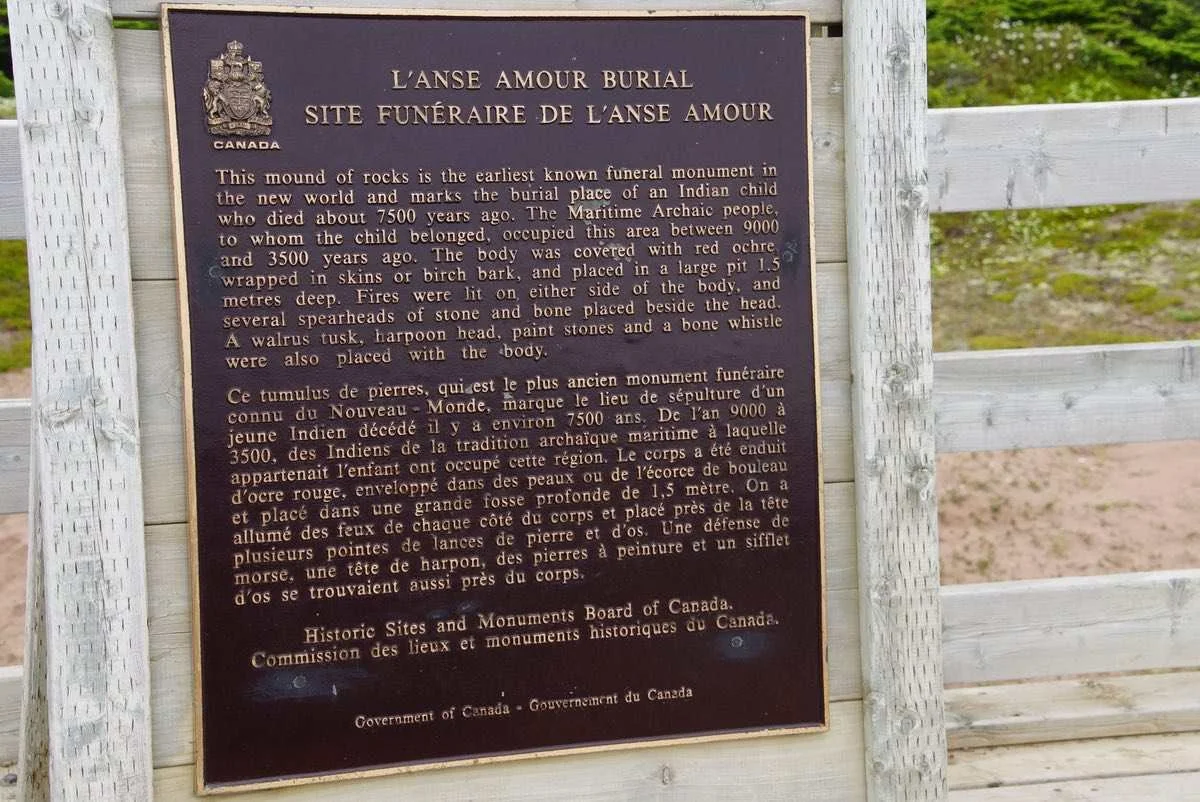 CANADA
L'ANSE AMOUR BURIAL
SITE FUNÉRAIRE DE L'ANSE AMOUR
This mound of rocks is the earliest known funeral monument in
the new world and marks the burial place of an Indian child
who died about 7500 years ago. The Maritime Archaic people,
to whom the child belonged, occupied this area between 9000
and 3500 years ago. The body was covered with red ochre
wrapped in skins or birch bark, and placed in a large pit 1.5
metres deep. Fires were lit on either side of the body, and
several spearheads of stone and bone placed beside the head.
A walrus tusk, harpoon head, paint stones and a bone whistle
were also placed with the body.
Ce tumulus de pierres, qui est le plus ancien monument funéraire
connu du Nouveau-Monde, marque le lieu de sépulture d'un
jeune Indien décédé il y a environ 7500 ans. De l'an 9000 à
3500, des Indiens de la tradition archaïque maritime à laquelle
appartenait l'enfant ont occupé cette région. Le corps a été enduit
d'ocre rouge, enveloppé dans des peaux ou de l'écorce de bouleau
et placé dans une grande fosse profonde de 1,5 mètre. On a
allumé des feux de chaque côté du corps et placé près de la tête
plusieurs pointes de lances de pierre et d'os. Une défense de
morse, une tête de harpon, des pierres à peinture et un sifflet
d'os se trouvaient aussi près du corps.
Historic Sites and Monuments Board of Canada.
Commission des lieux et monuments historiques du Canada.
Government of Canada - Gouvernement du Canada